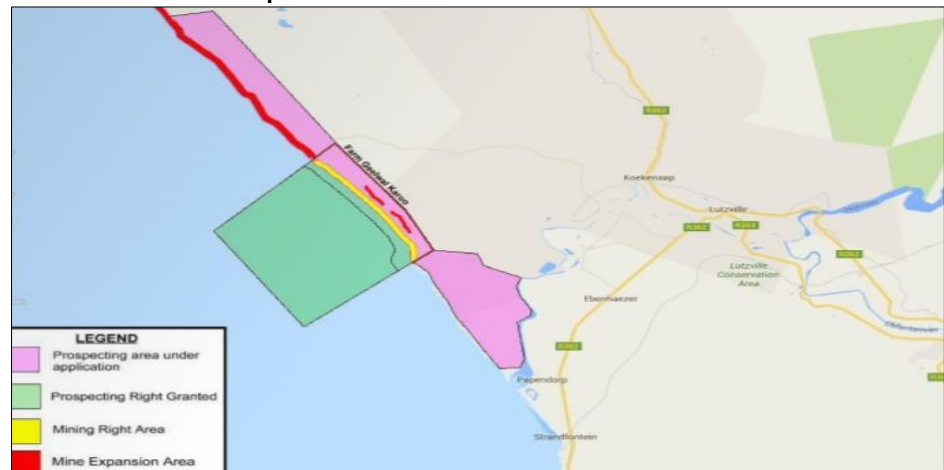 Farm Geelwal Karoo
R363
Koekenaap
Lutzville
R362
R363
Lutzville
Conservation
Area
R363
Ebenhaezer
R362
Papendorp
Strandfontein
LEGEND
Prospecting area under
application
Prospecting Right Granted
Mining Right Area
Mine Expansion Area